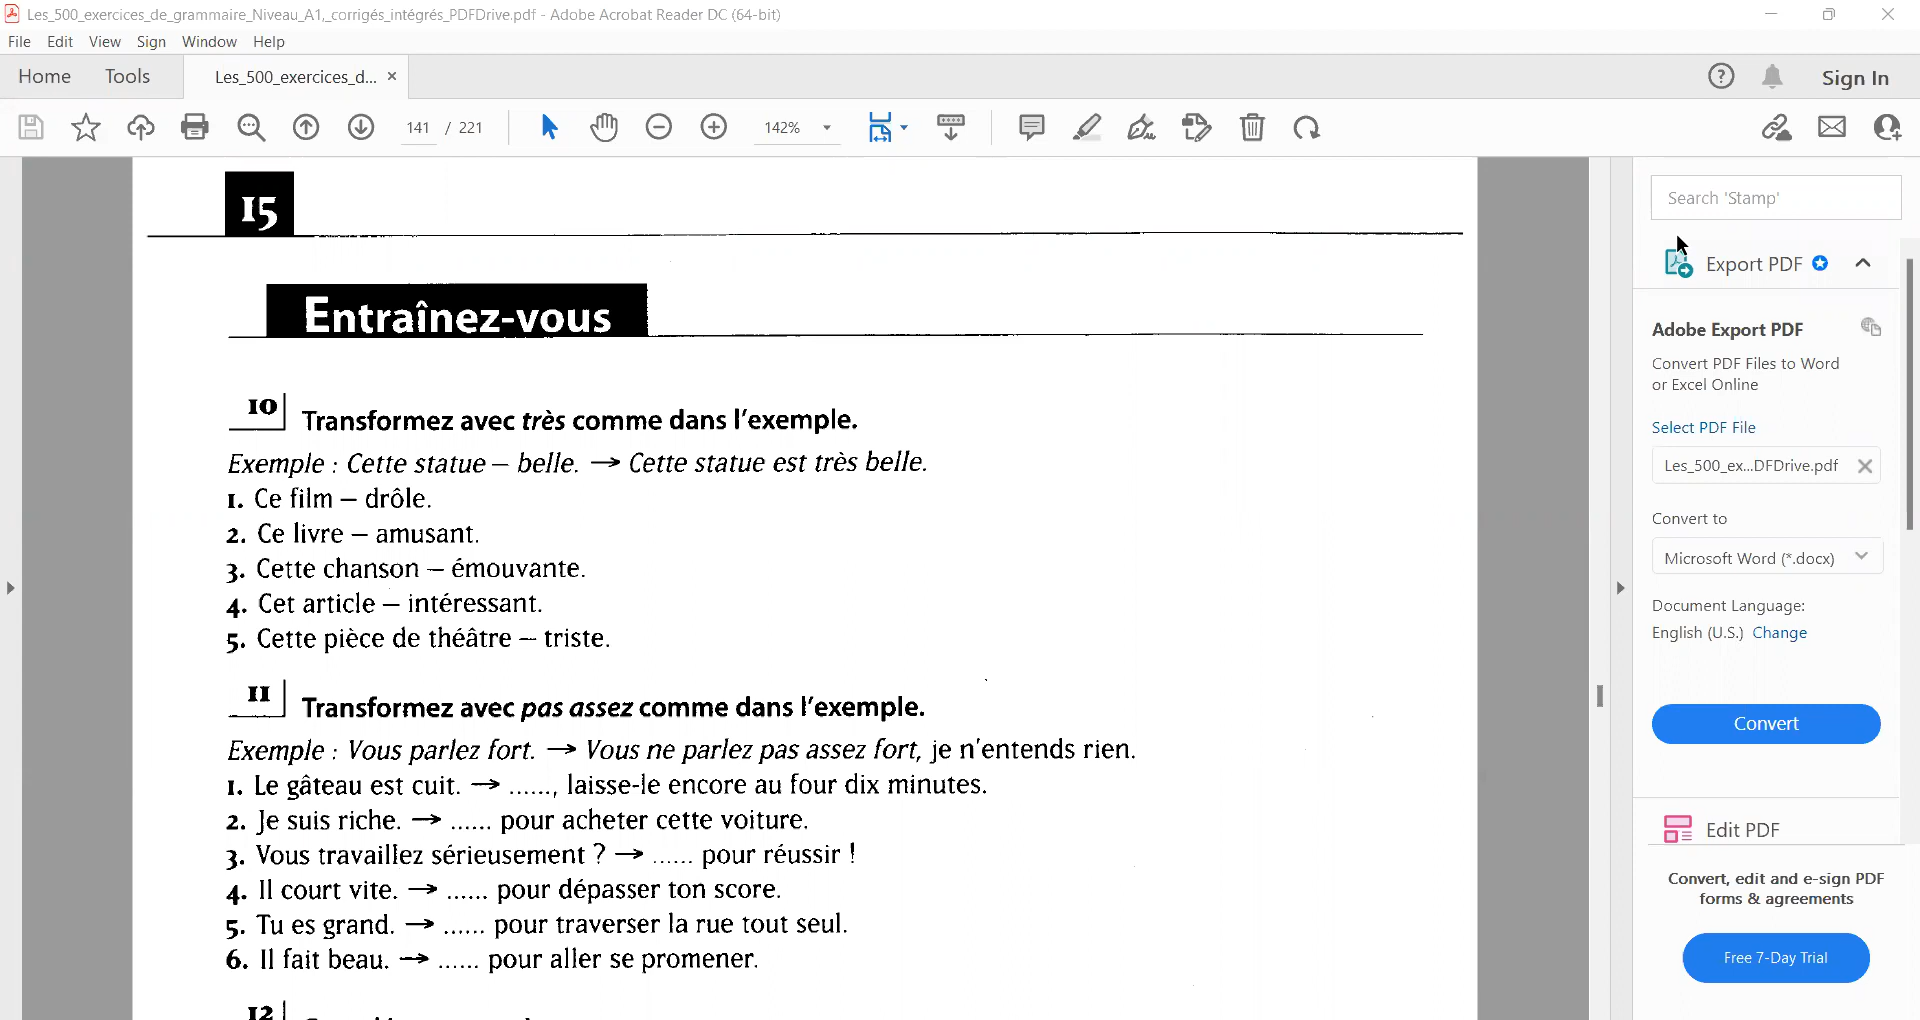 Les_500_exercices_de_grammaire_Niveau_A1,_corrigés_intégrés_PDFDrive.pdf - Adobe Acrobat Reader DC (64-bit)
File Edit View Sign Window Help
Home Tools Les_500_exercices_d... × Sign In
141 / 221 142%
15
Entraînez-vous
10 Transformez avec très comme dans l'exemple.
Exemple : Cette statue – belle. → Cette statue est très belle.
1. Ce film – drôle.
2. Ce livre – amusant.
3. Cette chanson – émouvante.
4. Cet article – intéressant.
5. Cette pièce de théâtre – triste.
11 Transformez avec pas assez comme dans l'exemple.
Exemple : Vous parlez fort. → Vous ne parlez pas assez fort, je n'entends rien.
1. Le gâteau est cuit. → ......, laisse-le encore au four dix minutes.
2. Je suis riche. → ...... pour acheter cette voiture.
3. Vous travaillez sérieusement ? → ...... pour réussir !
4. Il court vite. → ...... pour dépasser ton score.
5. Tu es grand. → ...... pour traverser la rue tout seul.
6. Il fait beau. → ...... pour aller se promener.
12
Search 'Stamp'
Export PDF
Adobe Export PDF
Convert PDF Files to Word
or Excel Online
Select PDF File
Les_500_ex...DFDrive.pdf
Convert to
Microsoft Word (*.docx)
Document Language:
English (U.S.) Change
Convert
Edit PDF
Convert, edit and e-sign PDF
forms & agreements
Free 7-Day Trial